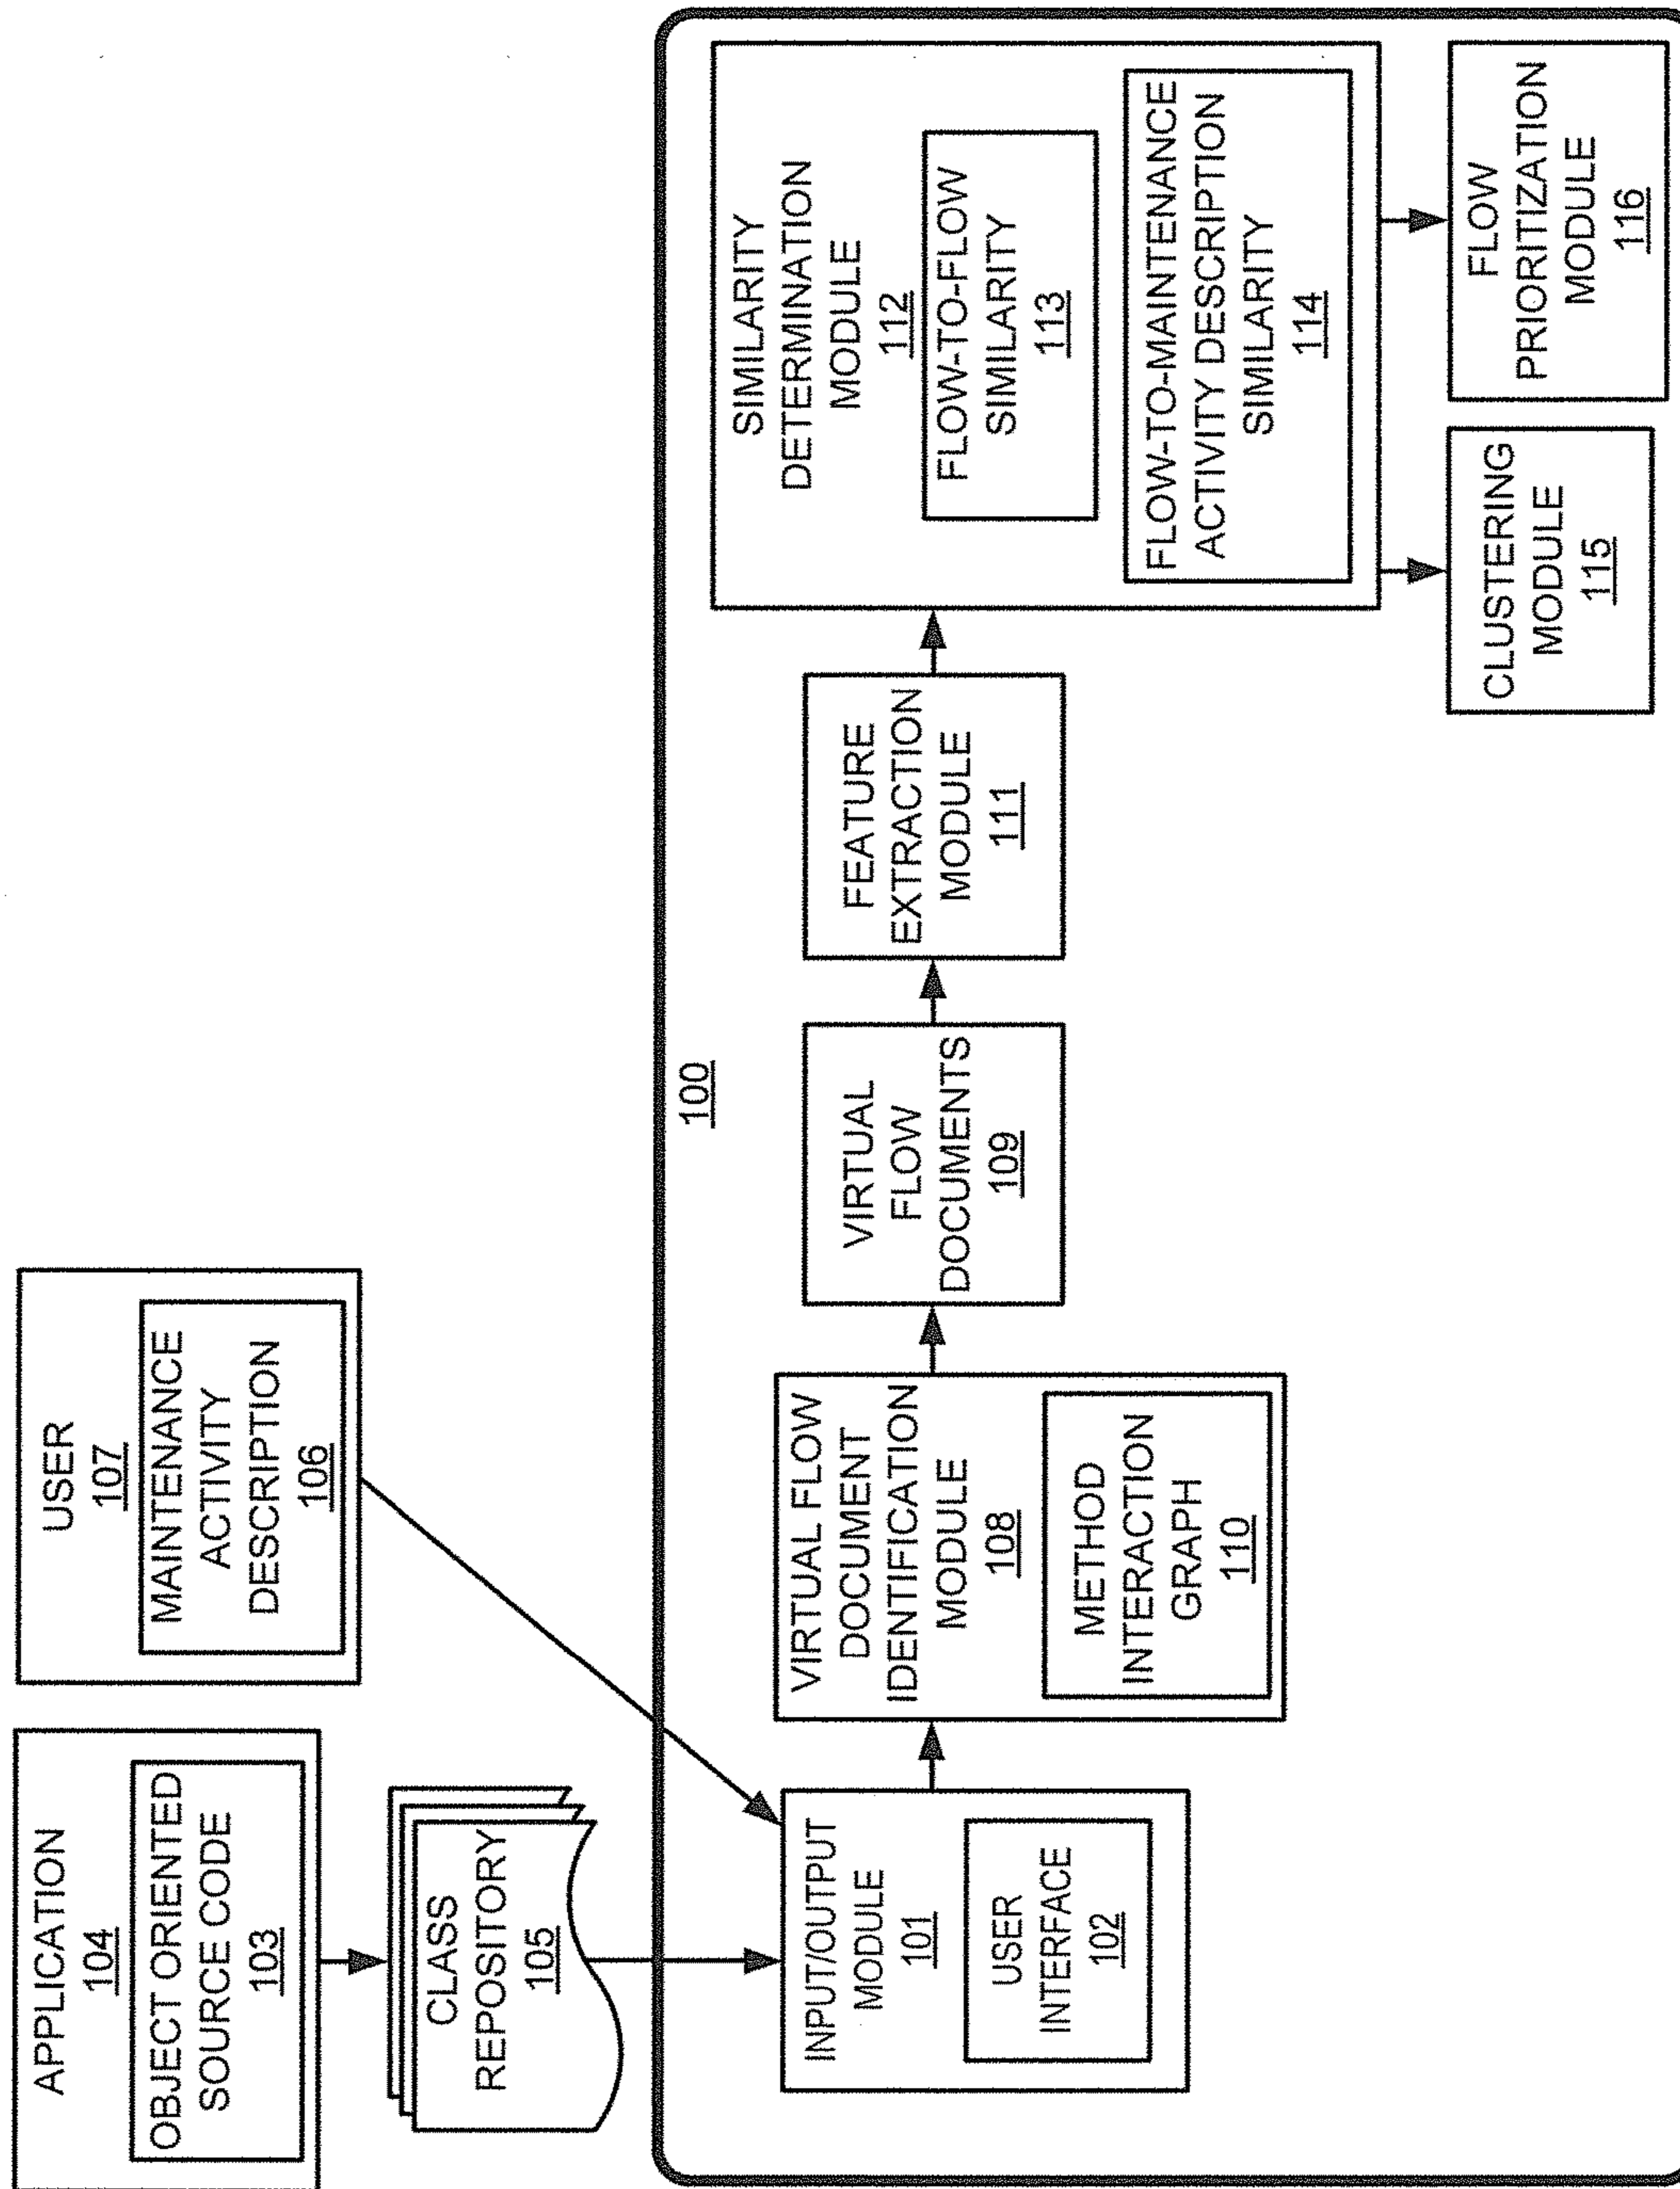 APPLICATION
104
OBJECT ORIENTED
SOURCE CODE
103
USER
107
MAINTENANCE
ACTIVITY
DESCRIPTION
106
CLASS
REPOSITORY
105
100
INPUT/OUTPUT
MODULE
101
USER
INTERFACE
102
VIRTUAL FLOW
DOCUMENT
IDENTIFICATION
MODULE
108
METHOD
INTERACTION
GRAPH
110
VIRTUAL
FLOW
DOCUMENTS
109
FEATURE
EXTRACTION
MODULE
111
SIMILARITY
DETERMINATION
MODULE
112
FLOW-TO-FLOW
SIMILARITY
113
FLOW-TO-MAINTENANCE
ACTIVITY DESCRIPTION
SIMILARITY
114
CLUSTERING
MODULE
115
FLOW
PRIORITIZATION
MODULE
116